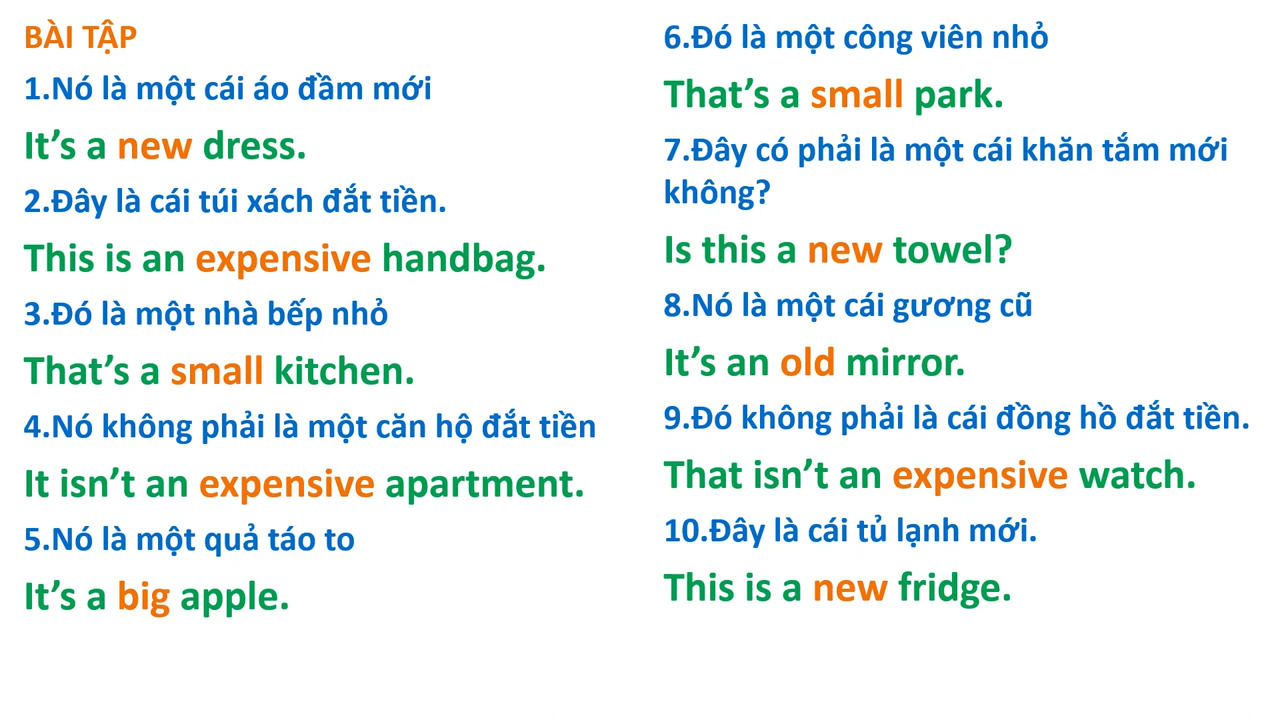 BÀI TẬP
1.Nó là một cái áo đầm mới
It’s a new dress.
2.Đây là cái túi xách đắt tiền.
This is an expensive handbag.
3.Đó là một nhà bếp nhỏ
That’s a small kitchen.
4.Nó không phải là một căn hộ đắt tiền
It isn’t an expensive apartment.
5.Nó là một quả táo to
It’s a big apple.
6.Đó là một công viên nhỏ
That’s a small park.
7.Đây có phải là một cái khăn tắm mới
không?
Is this a new towel?
8.Nó là một cái gương cũ
It’s an old mirror.
9.Đó không phải là cái đồng hồ đắt tiền.
That isn’t an expensive watch.
10.Đây là cái tủ lạnh mới.
This is a new fridge.